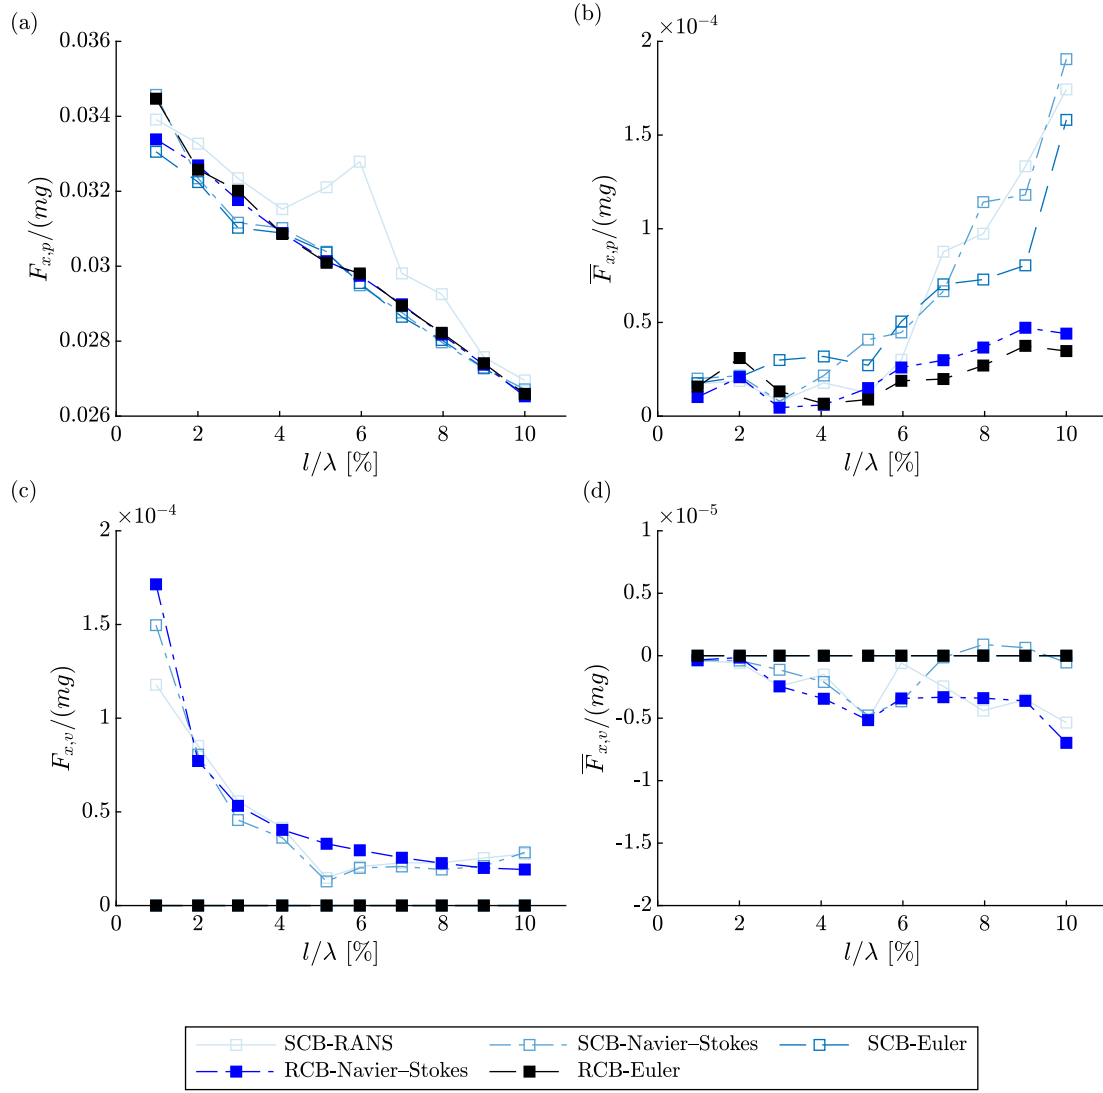 (a)
0.036
0.034
0.032
0.03
0.028
0.026
F_{x,p}/(mg)
0 2 4 6 8 10
l/λ [%]
(b)
×10^{-4}
2
1.5
1
0.5
0
\overline{F}_{x,p}/(mg)
0 2 4 6 8 10
l/λ [%]
(c)
×10^{-4}
2
1.5
1
0.5
0
F_{x,v}/(mg)
0 2 4 6 8 10
l/λ [%]
(d)
×10^{-5}
1
0.5
0
-0.5
-1
-1.5
-2
\overline{F}_{x,v}/(mg)
0 2 4 6 8 10
l/λ [%]
SCB-RANS SCB-Navier–Stokes SCB-Euler
RCB-Navier–Stokes RCB-Euler